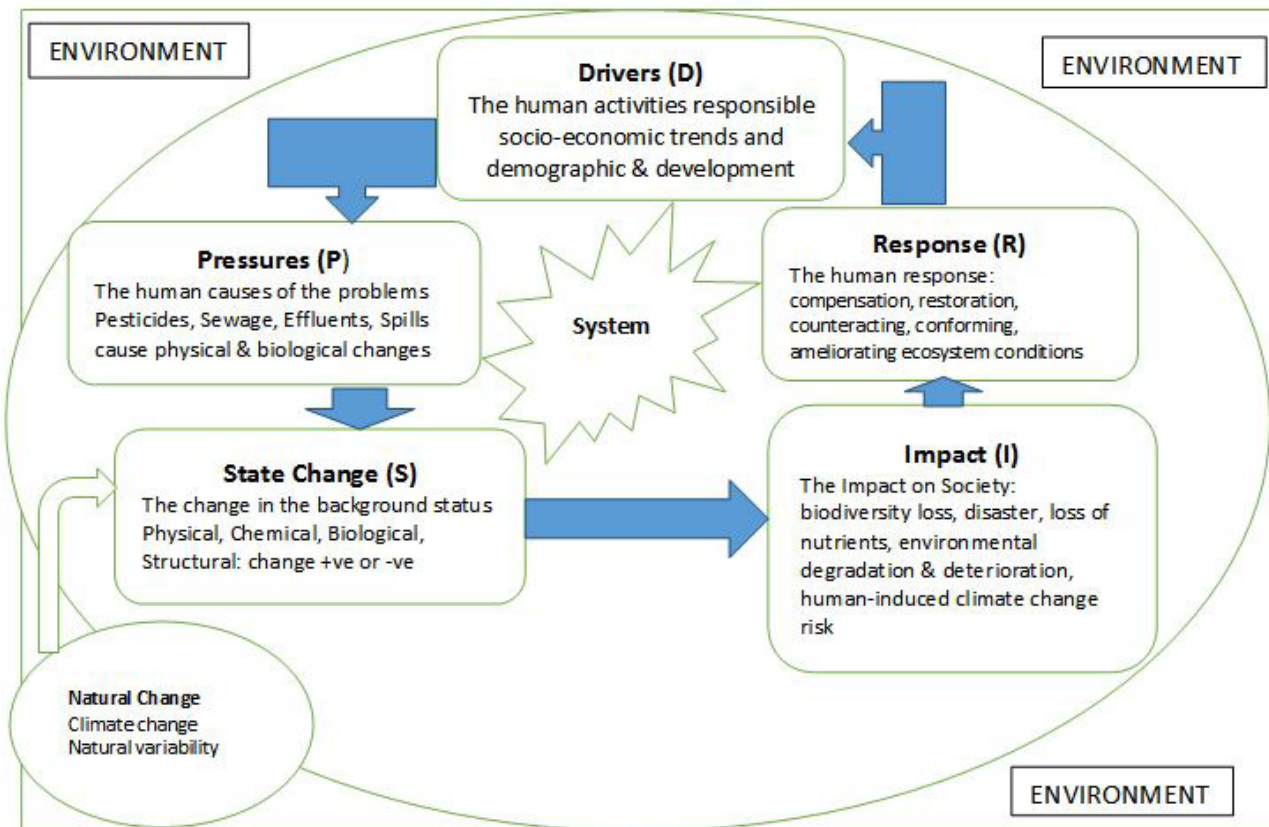 ENVIRONMENT
ENVIRONMENT
Drivers (D)
The human activities responsible
socio-economic trends and
demographic & development
Pressures (P)
The human causes of the problems
Pesticides, Sewage, Effluents, Spills
cause physical & biological changes
System
Response (R)
The human response:
compensation, restoration,
counteracting, conforming,
ameliorating ecosystem conditions
State Change (S)
The change in the background status
Physical, Chemical, Biological,
Structural: change +ve or -ve
Impact (I)
The Impact on Society:
biodiversity loss, disaster, loss of
nutrients, environmental
degradation & deterioration,
human-induced climate change
risk
Natural Change
Climate change
Natural variability
ENVIRONMENT